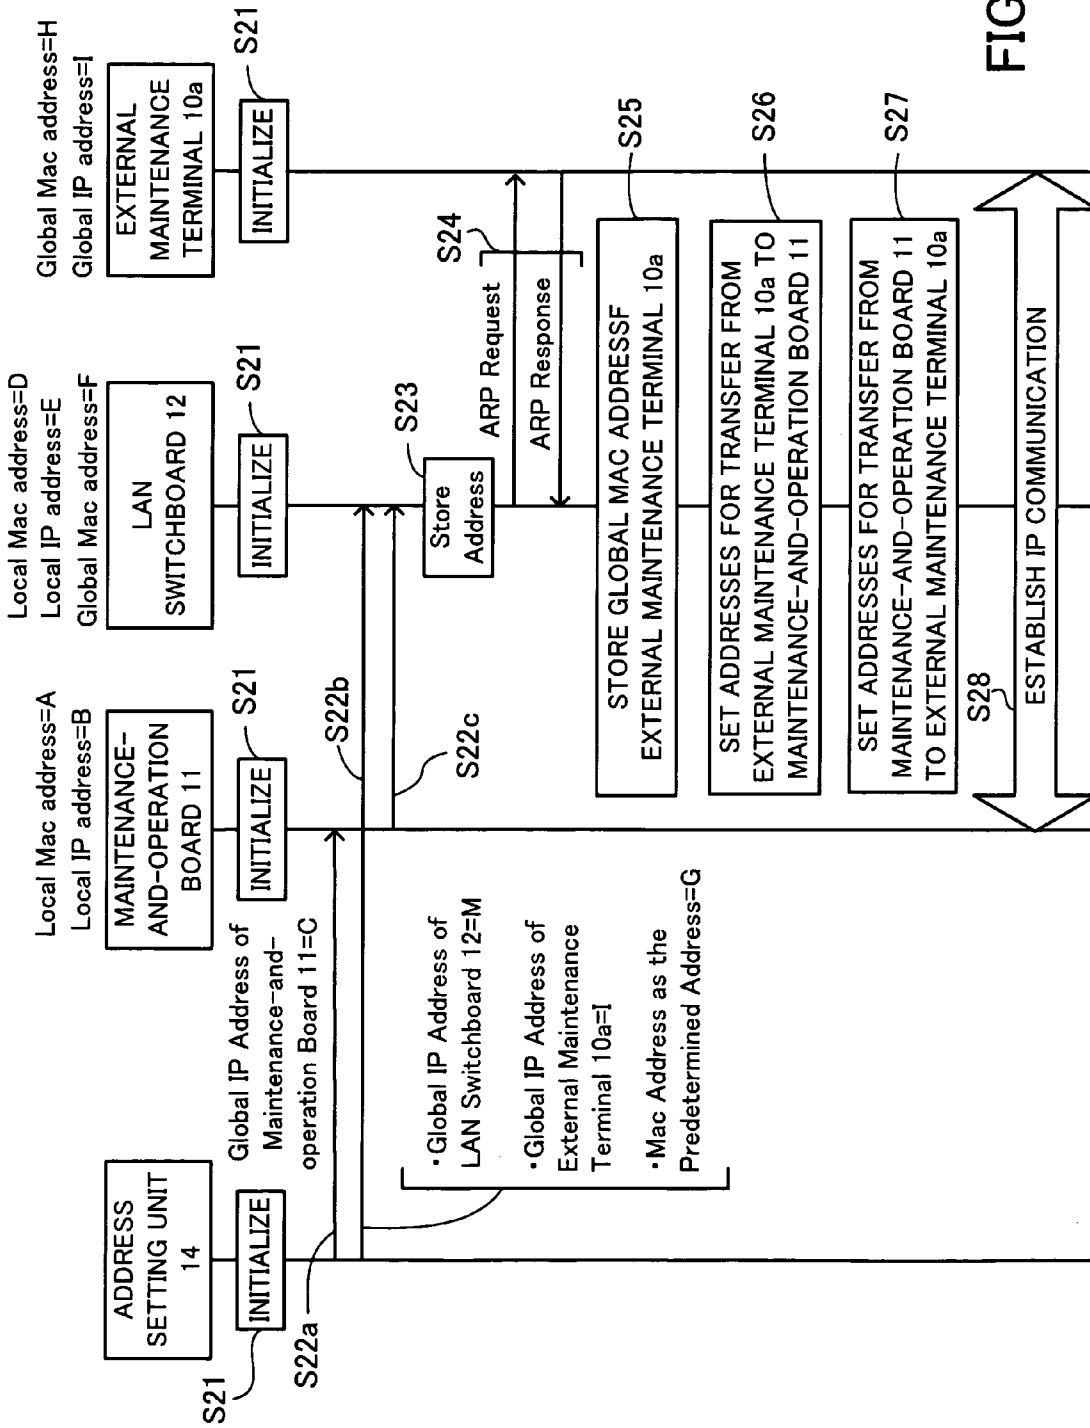 ADDRESS
SETTING UNIT
14
Local Mac address=A
Local IP address=B
MAINTENANCE-
AND-OPERATION
BOARD 11
Local Mac address=D
Local IP address=E
Global Mac address=F
LAN
SWITCHBOARD 12
Global Mac address=H
Global IP address=I
EXTERNAL
MAINTENANCE
TERMINAL 10a
S21
INITIALIZE
INITIALIZE
S21
INITIALIZE
S21
INITIALIZE
S21
S22a
Global IP Address of
Maintenance-and-
operation Board 11=C
S22b
S22c
・Global IP Address of
LAN Switchboard 12=M
・Global IP Address of
External Maintenance
Terminal 10a=I
・Mac Address as the
Predetermined Address=G
Store
Address
S23
ARP Request
S24
ARP Response
STORE GLOBAL MAC ADDRESSF
EXTERNAL MAINTENANCE TERMINAL 10a
S25
SET ADDRESSES FOR TRANSFER FROM
EXTERNAL MAINTENANCE TERMINAL 10a TO
MAINTENANCE-AND-OPERATION BOARD 11
S26
SET ADDRESSES FOR TRANSFER FROM
MAINTENANCE-AND-OPERATION BOARD 11
TO EXTERNAL MAINTENANCE TERMINAL 10a
S27
S28
ESTABLISH IP COMMUNICATION
FIG